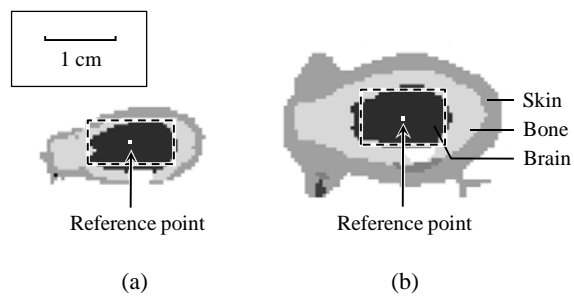 1 cm
Skin
Bone
Brain
Reference point
Reference point
(a)
(b)